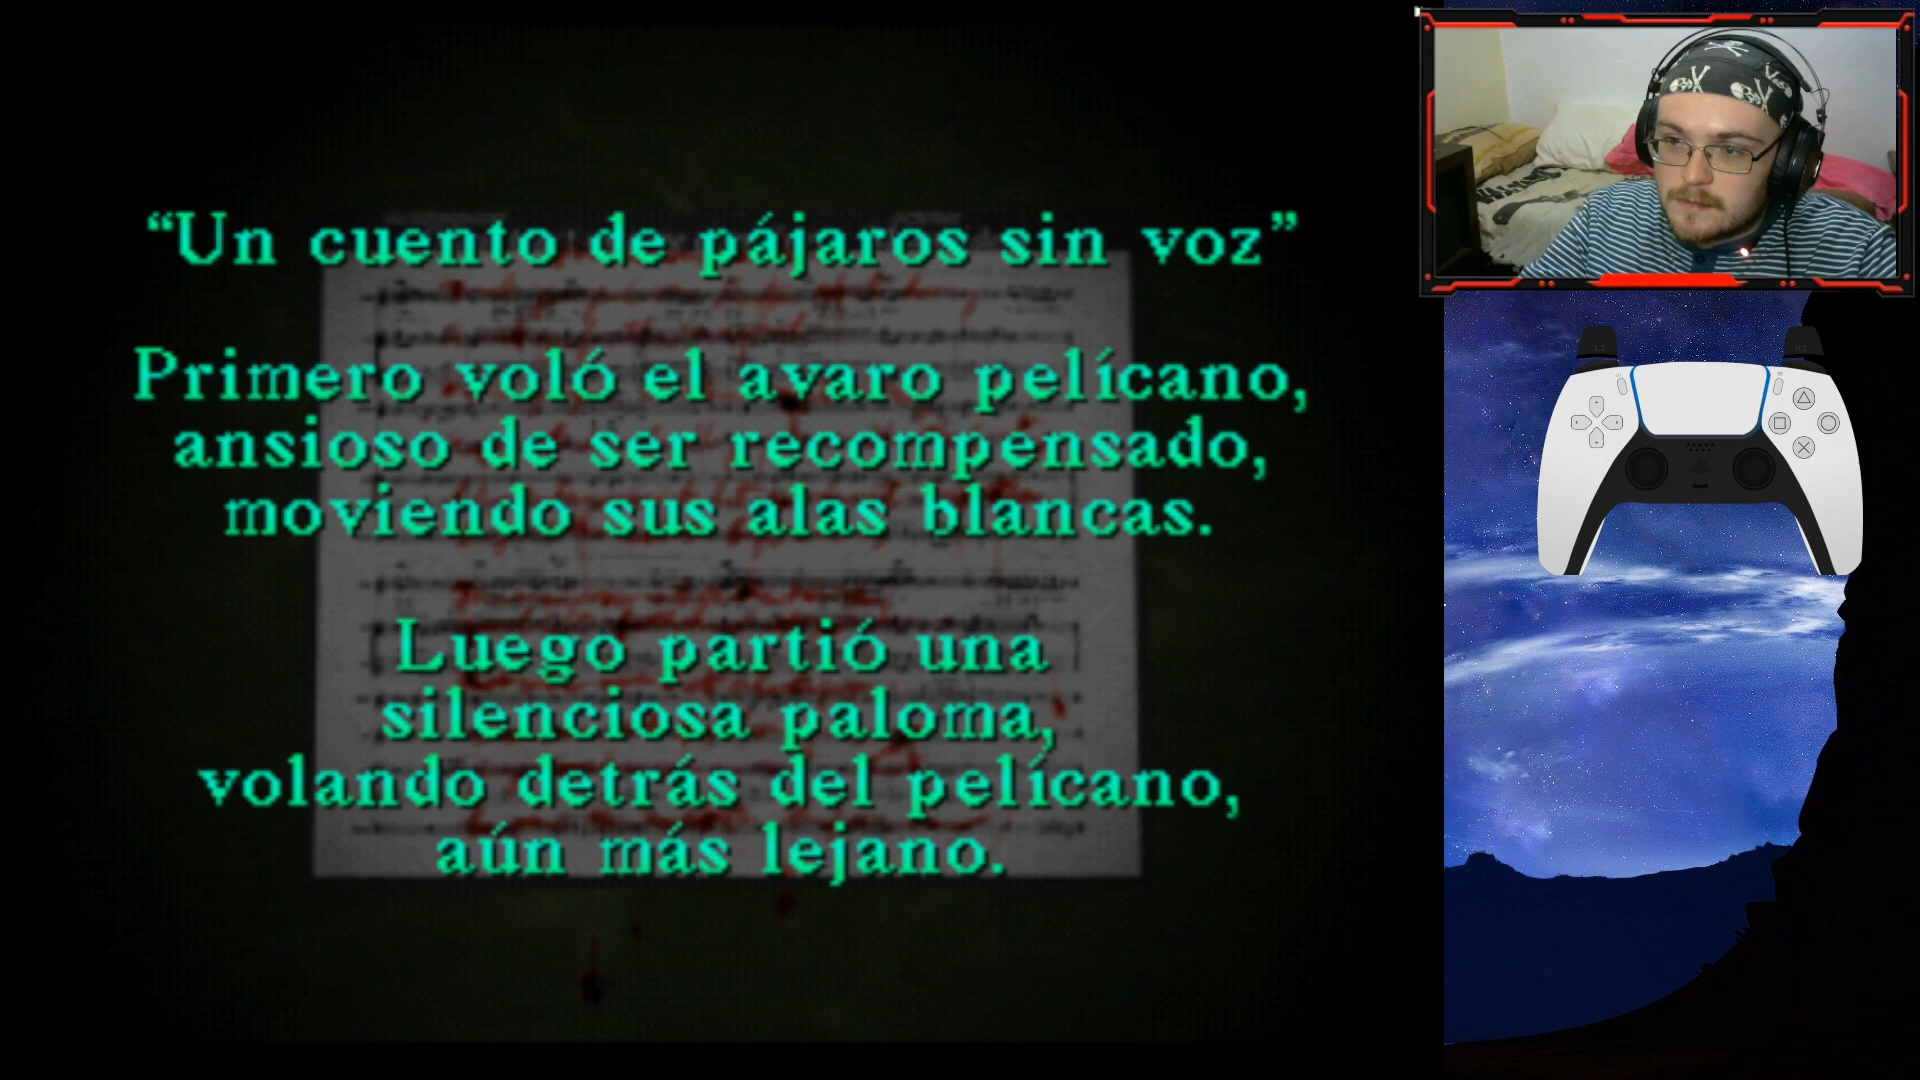 “Un cuento de pájaros sin voz”
Primero voló el avaro pelícano,
ansioso de ser recompensado,
moviendo sus alas blancas.
Luego partió una
silenciosa paloma,
volando detrás del pelícano,
aún más lejano.